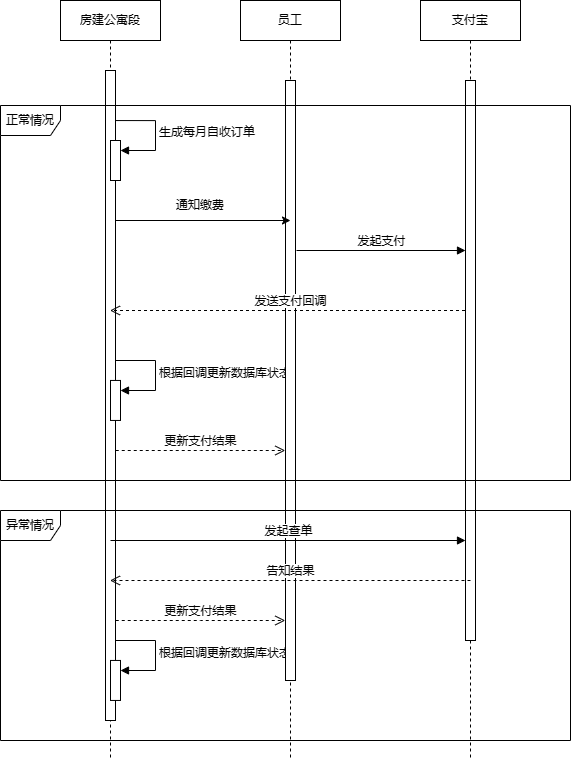 房建公寓段
员工
支付宝
正常情况
生成每月自收订单
通知缴费
发起支付
发送支付回调
根据回调更新数据库状态
更新支付结果
异常情况
发起查单
告知结果
更新支付结果
根据回调更新数据库状态